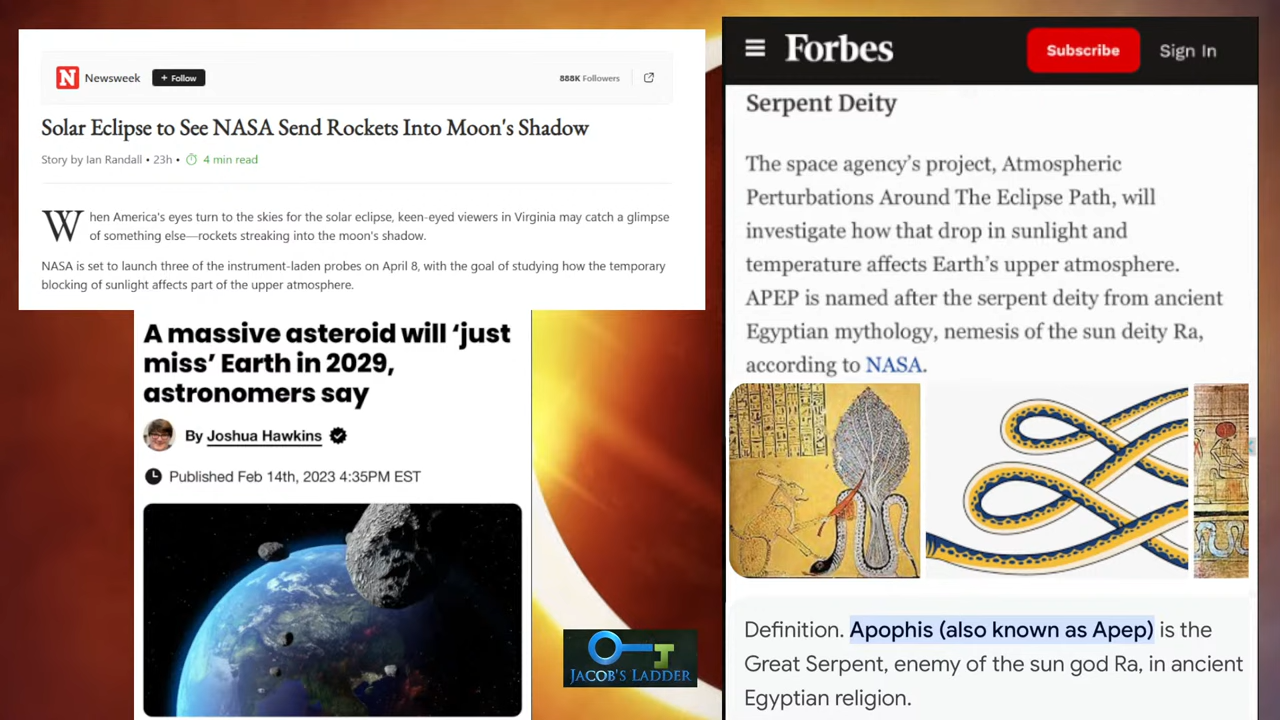 N Newsweek + Follow 888K Followers
Solar Eclipse to See NASA Send Rockets Into Moon's Shadow
Story by Ian Randall • 23h • 4 min read
When America's eyes turn to the skies for the solar eclipse, keen-eyed viewers in Virginia may catch a glimpse
of something else—rockets streaking into the moon's shadow.
NASA is set to launch three of the instrument-laden probes on April 8, with the goal of studying how the temporary
blocking of sunlight affects part of the upper atmosphere.
A massive asteroid will ‘just
miss’ Earth in 2029,
astronomers say
By Joshua Hawkins
Published Feb 14th, 2023 4:35PM EST
JACOB'S LADDER
Forbes Subscribe Sign In
Serpent Deity
The space agency’s project, Atmospheric
Perturbations Around The Eclipse Path, will
investigate how that drop in sunlight and
temperature affects Earth’s upper atmosphere.
APEP is named after the serpent deity from ancient
Egyptian mythology, nemesis of the sun deity Ra,
according to NASA.
Definition. Apophis (also known as Apep) is the
Great Serpent, enemy of the sun god Ra, in ancient
Egyptian religion.